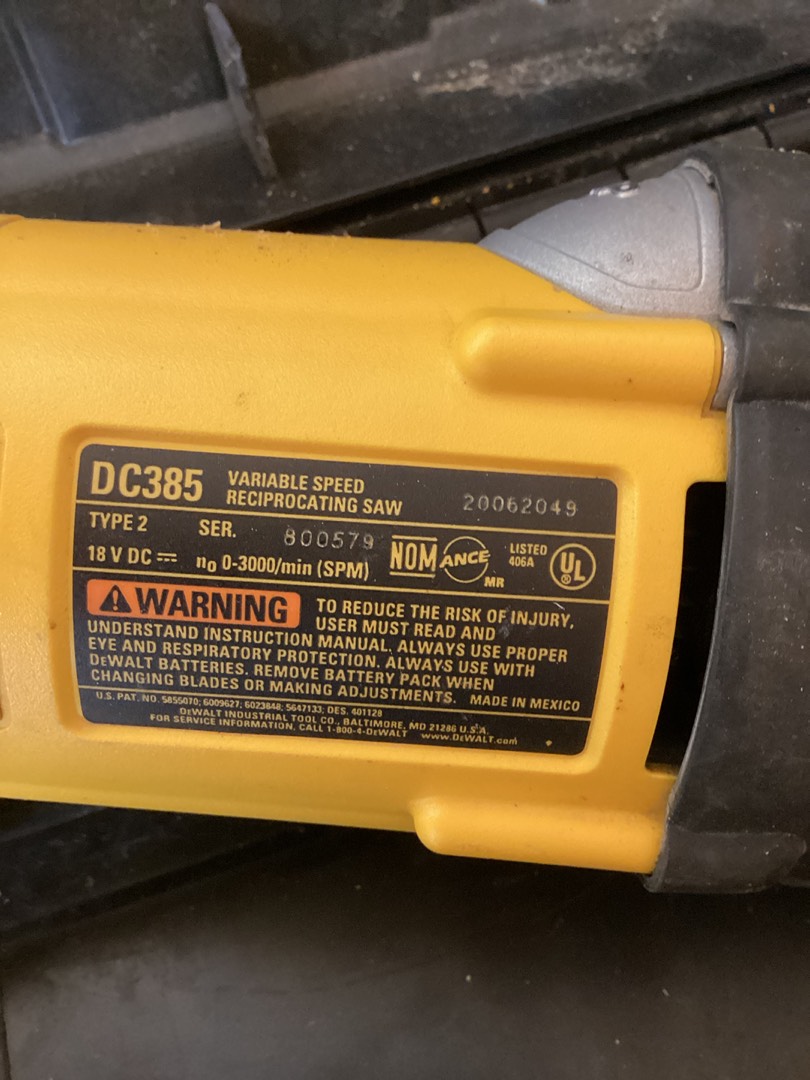 DC385 VARIABLE SPEED
RECIPROCATING SAW 20062049
TYPE 2 SER. 800579
18 V DC ⎓ n₀ 0-3000/min (SPM) NOM ANCE MR LISTED 406A UL ®
⚠WARNING TO REDUCE THE RISK OF INJURY,
USER MUST READ AND
UNDERSTAND INSTRUCTION MANUAL. ALWAYS USE PROPER
EYE AND RESPIRATORY PROTECTION. ALWAYS USE WITH
DEWALT BATTERIES. REMOVE BATTERY PACK WHEN
CHANGING BLADES OR MAKING ADJUSTMENTS. MADE IN MEXICO
U.S. PAT. NO. 5855070; 6009627; 6023848; 5647133; DES. 401128
DEWALT INDUSTRIAL TOOL CO., BALTIMORE, MD 21286 U.S.A.
FOR SERVICE INFORMATION, CALL 1-800-4-DEWALT www.DEWALT.com